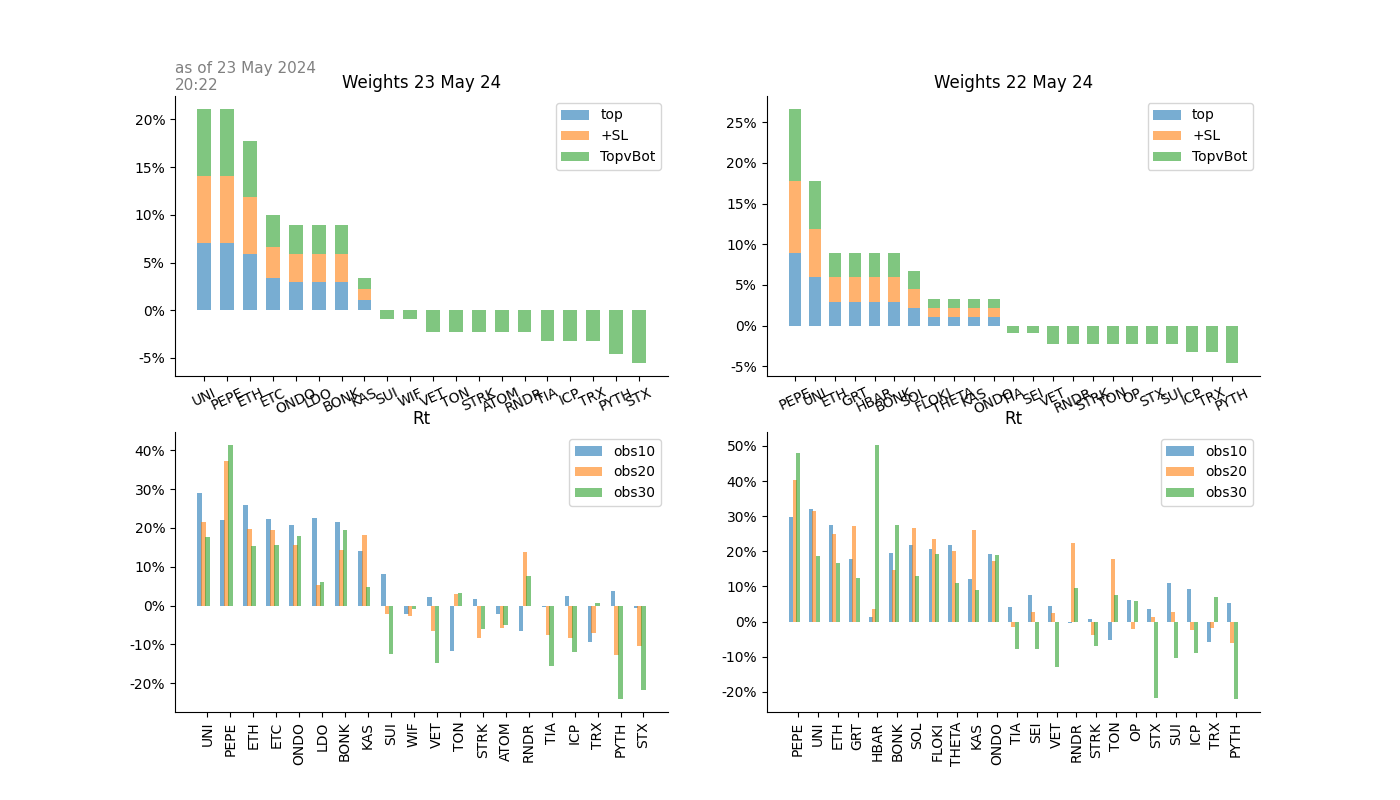 as of 23 May 2024
20:22
Weights 23 May 24
20%
15%
10%
5%
0%
-5%
top
+SL
TopvBot
UNI PEPE ETH ETC ONDO LDO BONK KAS SUI WIF VET TON STRK ATOM RNDR TIA ICP TRX PYTH STX
Weights 22 May 24
25%
20%
15%
10%
5%
0%
-5%
top
+SL
TopvBot
PEPE UNI ETH GRT HBAR BONK SOL FLOKI THETA KAS ONDO TIA SEI VET RNDR STRK TON OP STX SUI ICP TRX PYTH
Rt
40%
30%
20%
10%
0%
-10%
-20%
obs10
obs20
obs30
UNI PEPE ETH ETC ONDO LDO BONK KAS SUI WIF VET TON STRK ATOM RNDR TIA ICP TRX PYTH STX
Rt
50%
40%
30%
20%
10%
0%
-10%
-20%
obs10
obs20
obs30
PEPE UNI ETH GRT HBAR BONK SOL FLOKI THETA KAS ONDO TIA SEI VET RNDR STRK TON OP STX SUI ICP TRX PYTH